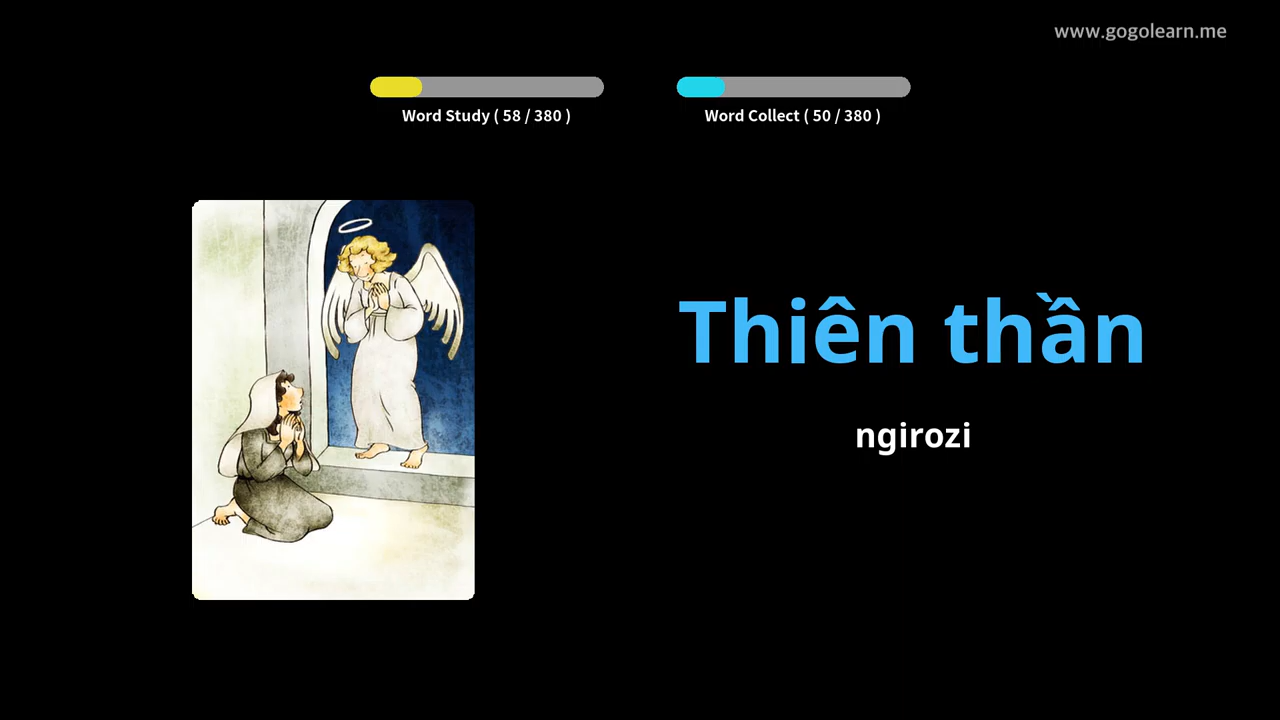 www.gogolearn.me
Word Study ( 58 / 380 )
Word Collect ( 50 / 380 )
Thiên thần
ngirozi